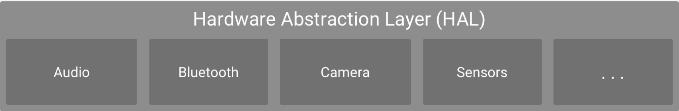 Hardware Abstraction Layer (HAL)
Audio
Bluetooth
Camera
Sensors
. . .